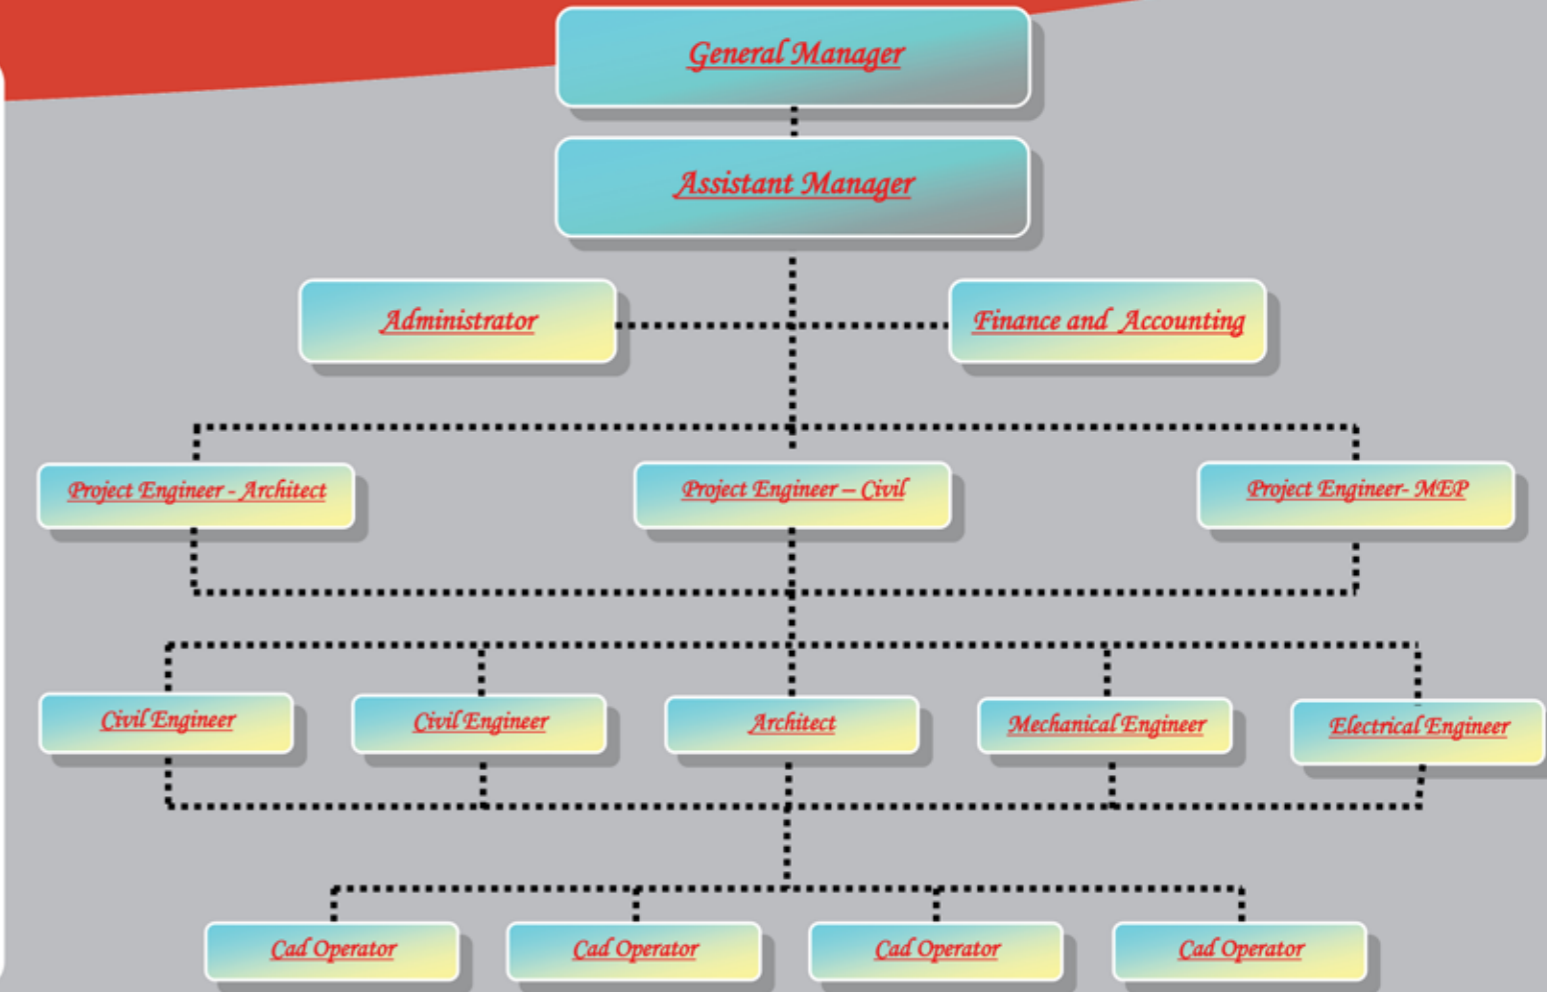 General Manager
Assistant Manager
Administrator
Finance and Accounting
Project Engineer - Architect
Project Engineer – Civil
Project Engineer- MEP
Civil Engineer
Civil Engineer
Architect
Mechanical Engineer
Electrical Engineer
Cad Operator
Cad Operator
Cad Operator
Cad Operator